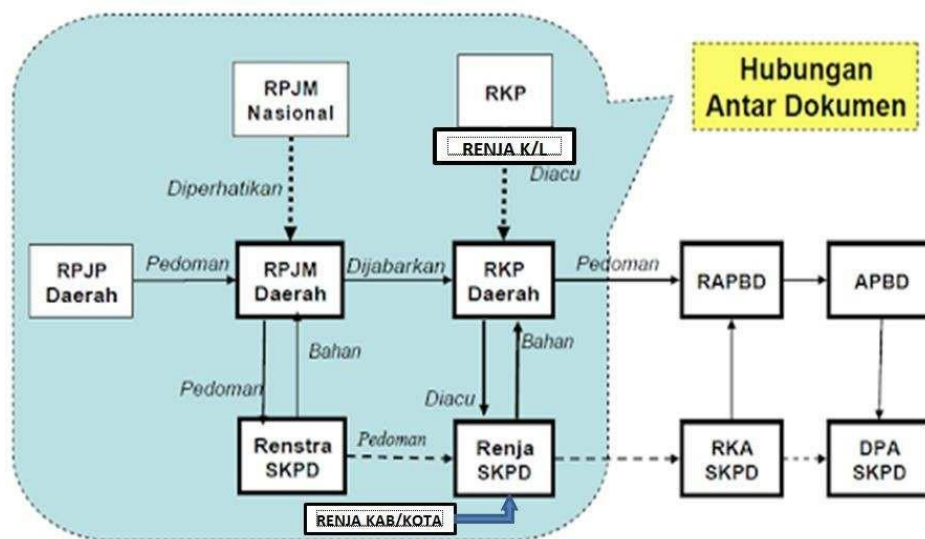 RPJM
Nasional
RKP
Hubungan
Antar Dokumen
RENJA K/L
Diperhatikan
Diacu
RPJP
Daerah
Pedoman
RPJM
Daerah
Dijabarkan
RKP
Daerah
Pedoman
RAPBD
APBD
Bahan
Pedoman
Bahan
Diacu
Renstra
SKPD
Pedoman
Renja
SKPD
RKA
SKPD
DPA
SKPD
RENJA KAB/KOTA